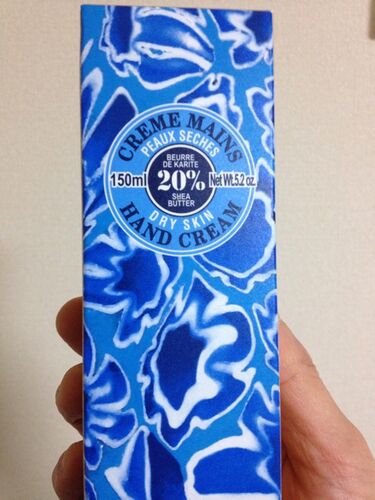 CREME MAINS
PEAUX SECHES
BEURRE
DE KARITE
150ml 20% Net Wt.5.2 oz.
SHEA
BUTTER
DRY SKIN
HAND CREAM